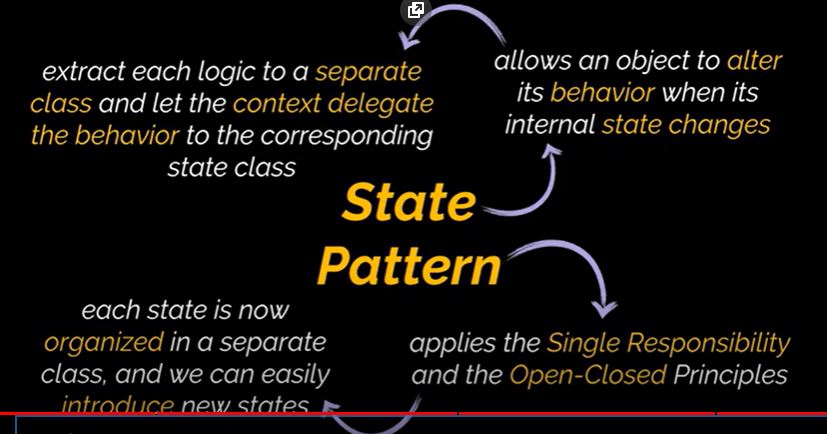 extract each logic to a separate
class and let the context delegate
the behavior to the corresponding
state class
allows an object to alter
its behavior when its
internal state changes
State
Pattern
each state is now
organized in a separate
class, and we can easily
introduce new states
applies the Single Responsibility
and the Open-Closed Principles